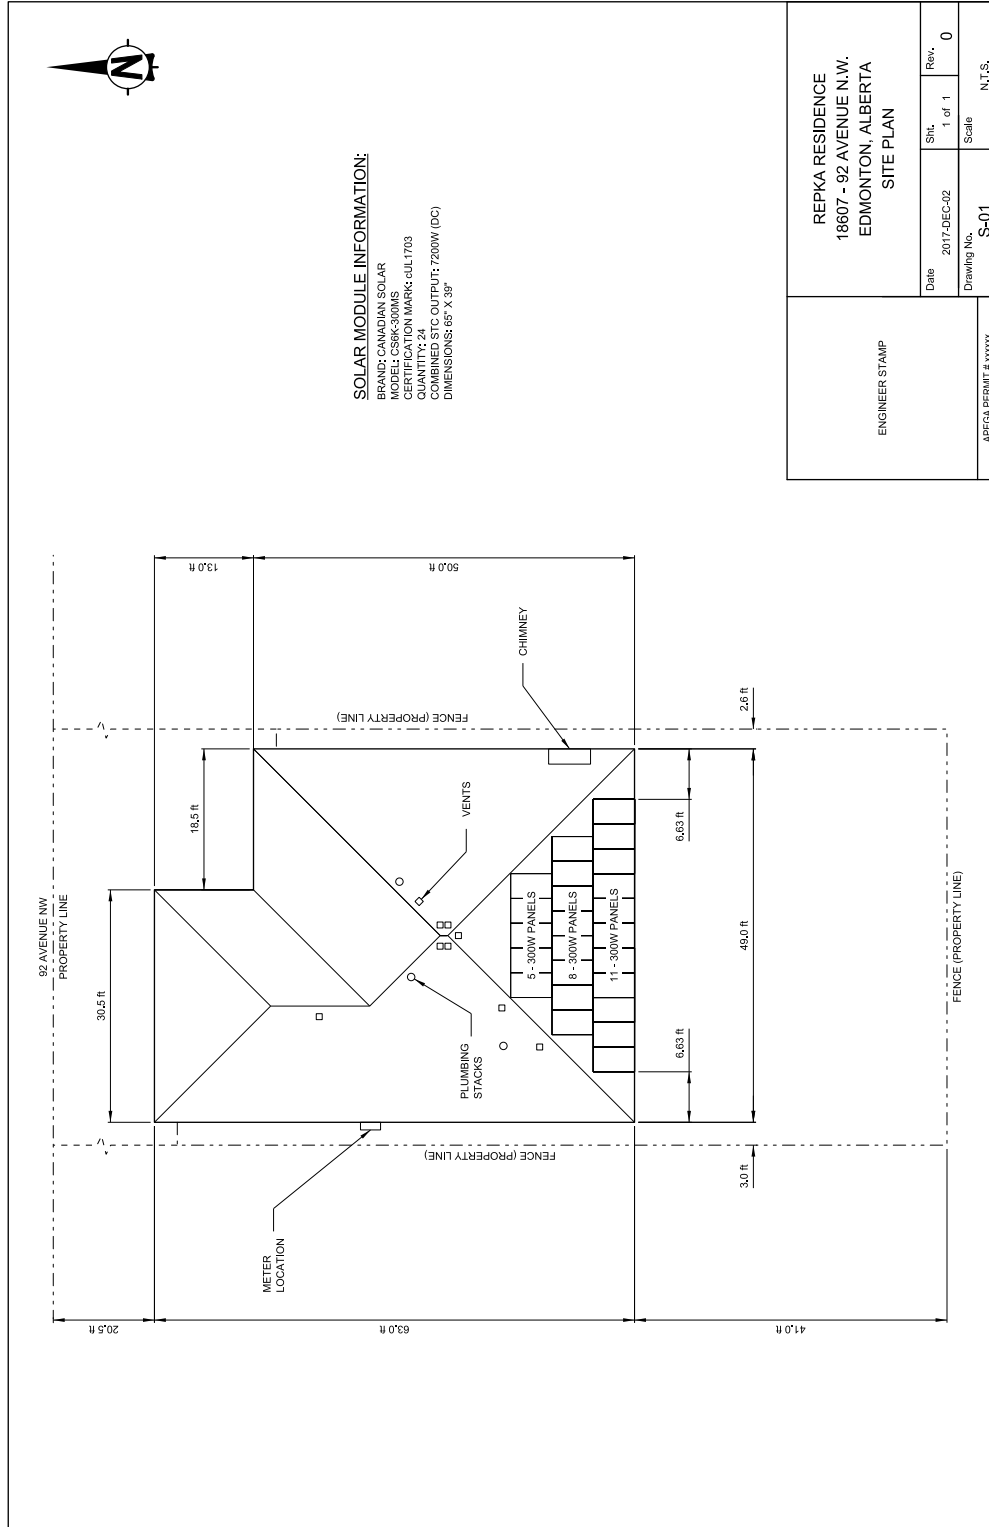 N
SOLAR MODULE INFORMATION:
BRAND: CANADIAN SOLAR
MODEL: CS6K-300MS
CERTIFICATION MARK: cUL1703
QUANTITY: 24
COMBINED STC OUTPUT: 7200W (DC)
DIMENSIONS: 65" X 39"
92 AVENUE NW
PROPERTY LINE
20.5 ft
30.5 ft
18.5 ft
13.0 ft
63.0 ft
50.0 ft
41.0 ft
FENCE (PROPERTY LINE)
FENCE (PROPERTY LINE)
METER
LOCATION
PLUMBING
STACKS
VENTS
CHIMNEY
5 - 300W PANELS
8 - 300W PANELS
11 - 300W PANELS
6.63 ft
6.63 ft
3.0 ft
49.0 ft
2.6 ft
FENCE (PROPERTY LINE)
ENGINEER STAMP
APEGA PERMIT # xxxxxx
REPKA RESIDENCE
18607 - 92 AVENUE N.W.
EDMONTON, ALBERTA
SITE PLAN
Date
2017-DEC-02
Sht.
1 of 1
Rev.
0
Drawing No.
S-01
Scale
N.T.S.